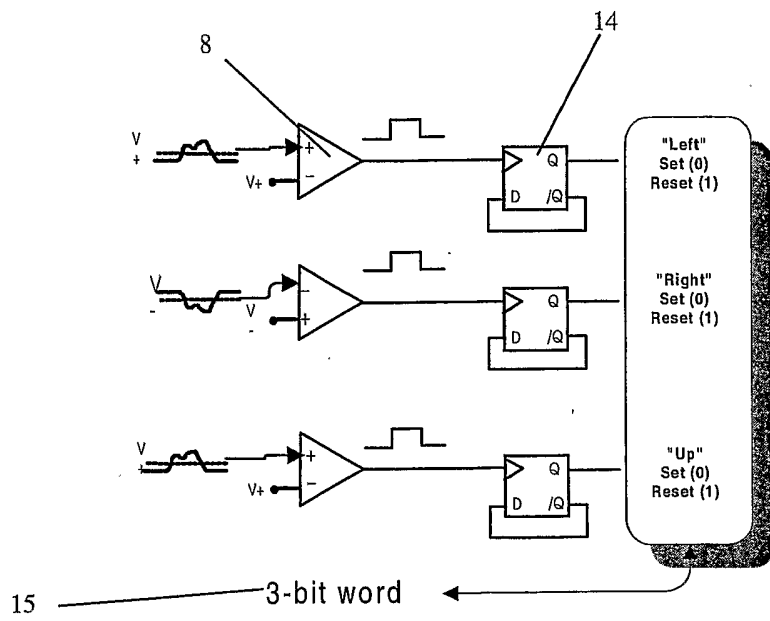 8
14
V
+
+
V+
−
Q
D
/Q
"Left"
Set (0)
Reset (1)
V
-
V
-
−
+
Q
D
/Q
"Right"
Set (0)
Reset (1)
V
+
+
V+
−
Q
D
/Q
"Up"
Set (0)
Reset (1)
15
3-bit word